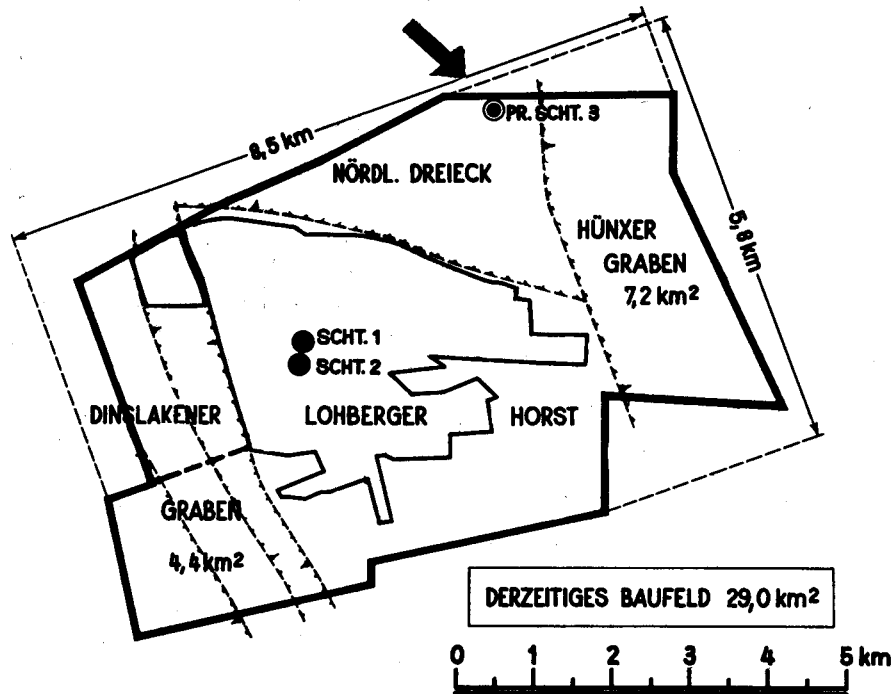 8,5 km
PR. SCHT. 3
NÖRDL. DREIECK
5,8 km
HÜNXER
GRABEN
7,2 km²
SCHT. 1
SCHT. 2
DINSLAKENER
LOHBERGER
HORST
GRABEN
4,4 km²
DERZEITIGES BAUFELD 29,0 km²
0 1 2 3 4 5 km